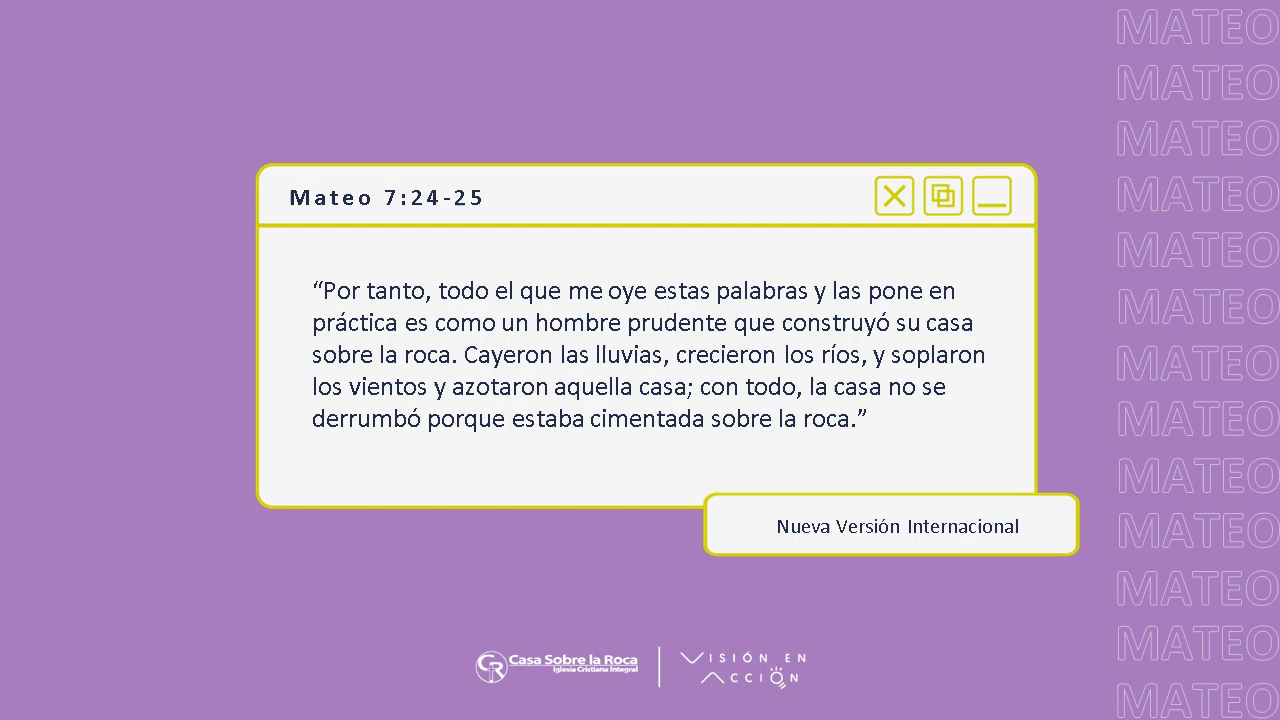 Mateo 7:24-25
“Por tanto, todo el que me oye estas palabras y las pone en
práctica es como un hombre prudente que construyó su casa
sobre la roca. Cayeron las lluvias, crecieron los ríos, y soplaron
los vientos y azotaron aquella casa; con todo, la casa no se
derrumbó porque estaba cimentada sobre la roca.”
Nueva Versión Internacional
CR Casa Sobre la Roca
Iglesia Cristiana Integral
VISIÓN EN
ACCIÓN
MATEO
MATEO
MATEO
MATEO
MATEO
MATEO
MATEO
MATEO
MATEO
MATEO
MATEO
MATEO
MATEO